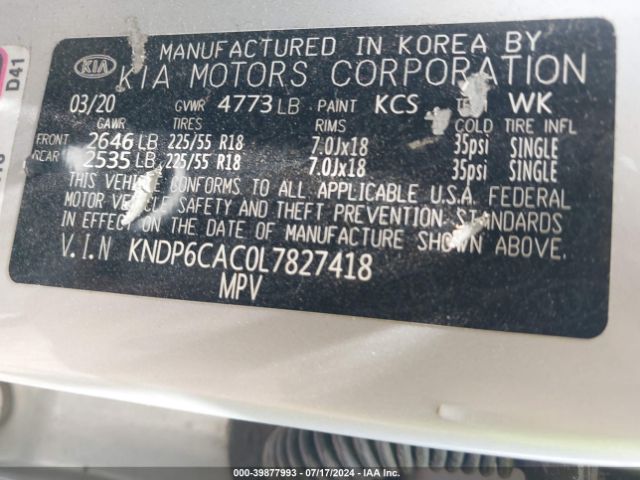 MANUFACTURED IN KOREA BY
KIA KIA MOTORS CORPORATION
03/20 GVWR 4773 LB PAINT KCS WK
GAWR TIRES RIMS COLD TIRE INFL
FRONT 2646 LB 225/55 R18 7.0Jx18 35psi SINGLE
REAR 2535 LB 225/55 R18 7.0Jx18 35psi SINGLE
THIS VEHICLE CONFORMS TO ALL APPLICABLE U.S.A. FEDERAL
MOTOR VEHICLE SAFETY AND THEFT PREVENTION STANDARDS
IN EFFECT ON THE DATE OF MANUFACTURE SHOWN ABOVE.
V.I.N KNDP6CAC0L7827418
MPV
D41
000-39877993 / 07/17/2024 / IAA Inc.